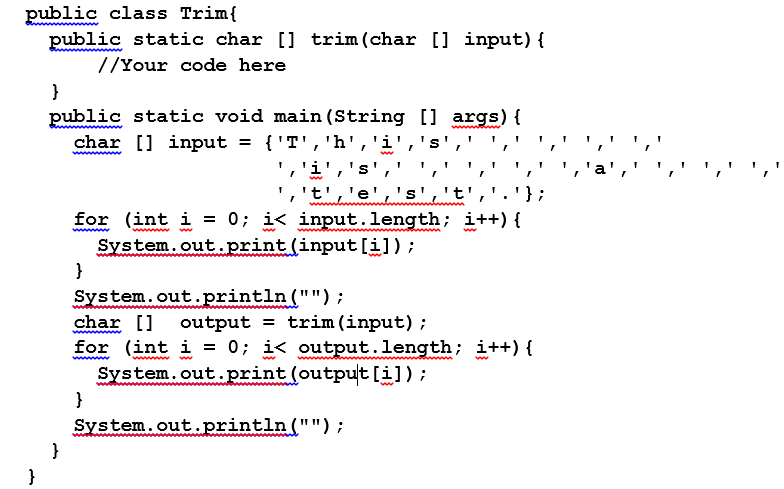 public class Trim{
public static char [] trim(char [] input){
//Your code here
}
public static void main(String [] args){
char [] input = {'T','h','i','s',' ',' ',' ',' ','
','i','s',' ',' ',' ',' ',' ','a',' ',' ',' ','
','t','e','s','t','.'};
for (int i = 0; i< input.length; i++){
System.out.print(input[i]);
}
System.out.println("");
char [] output = trim(input);
for (int i = 0; i< output.length; i++){
System.out.print(output[i]);
}
System.out.println("");
}
}